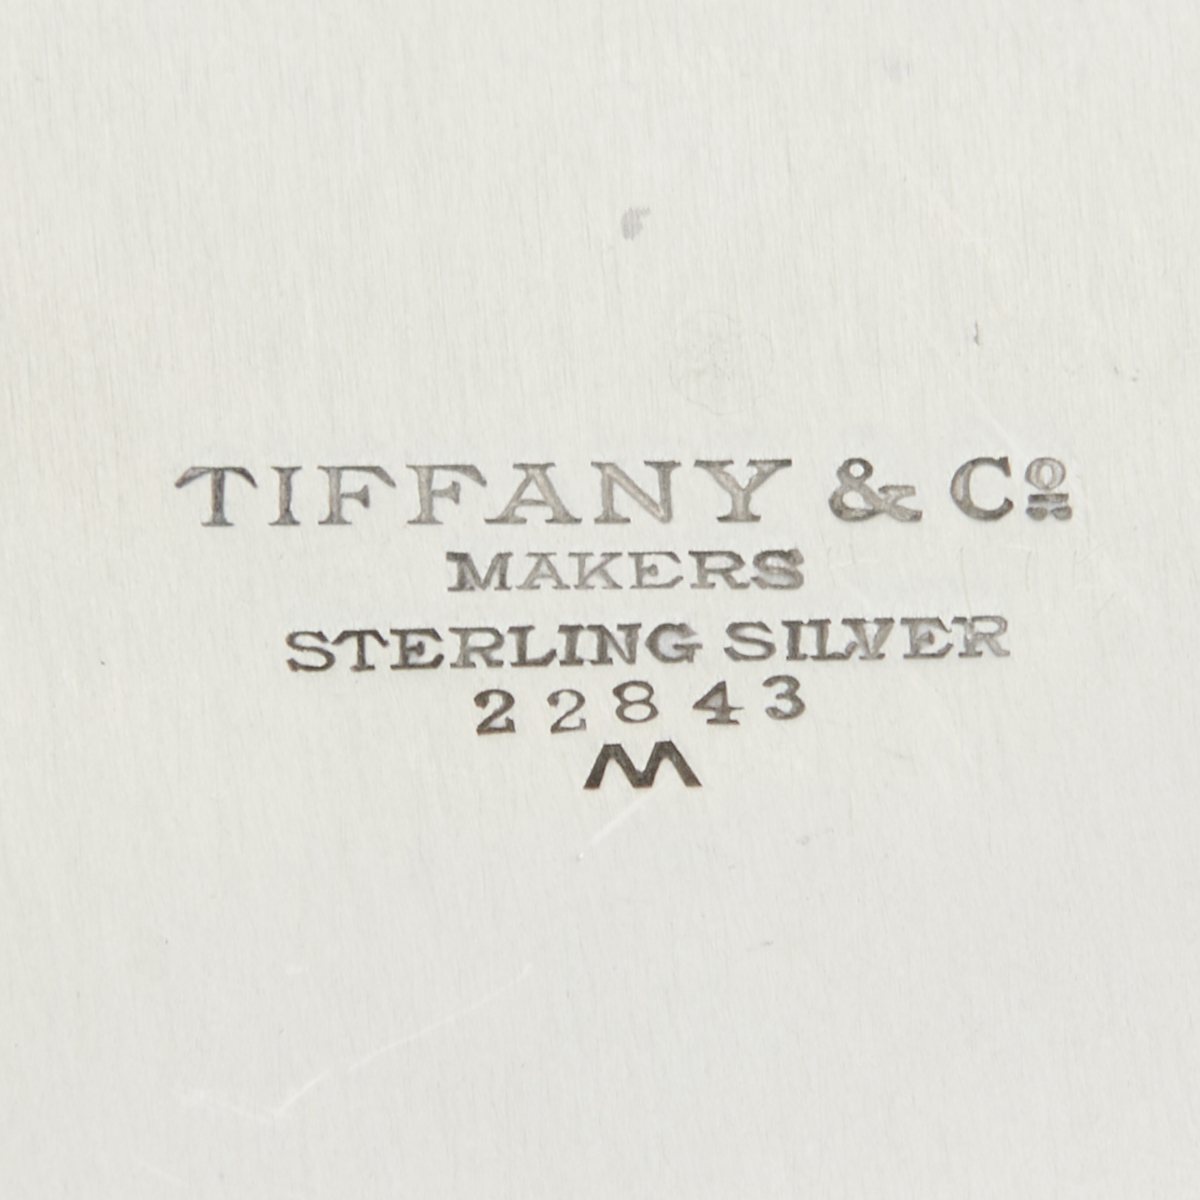 TIFFANY & Cº
MAKERS
STERLING SILVER
22843
M